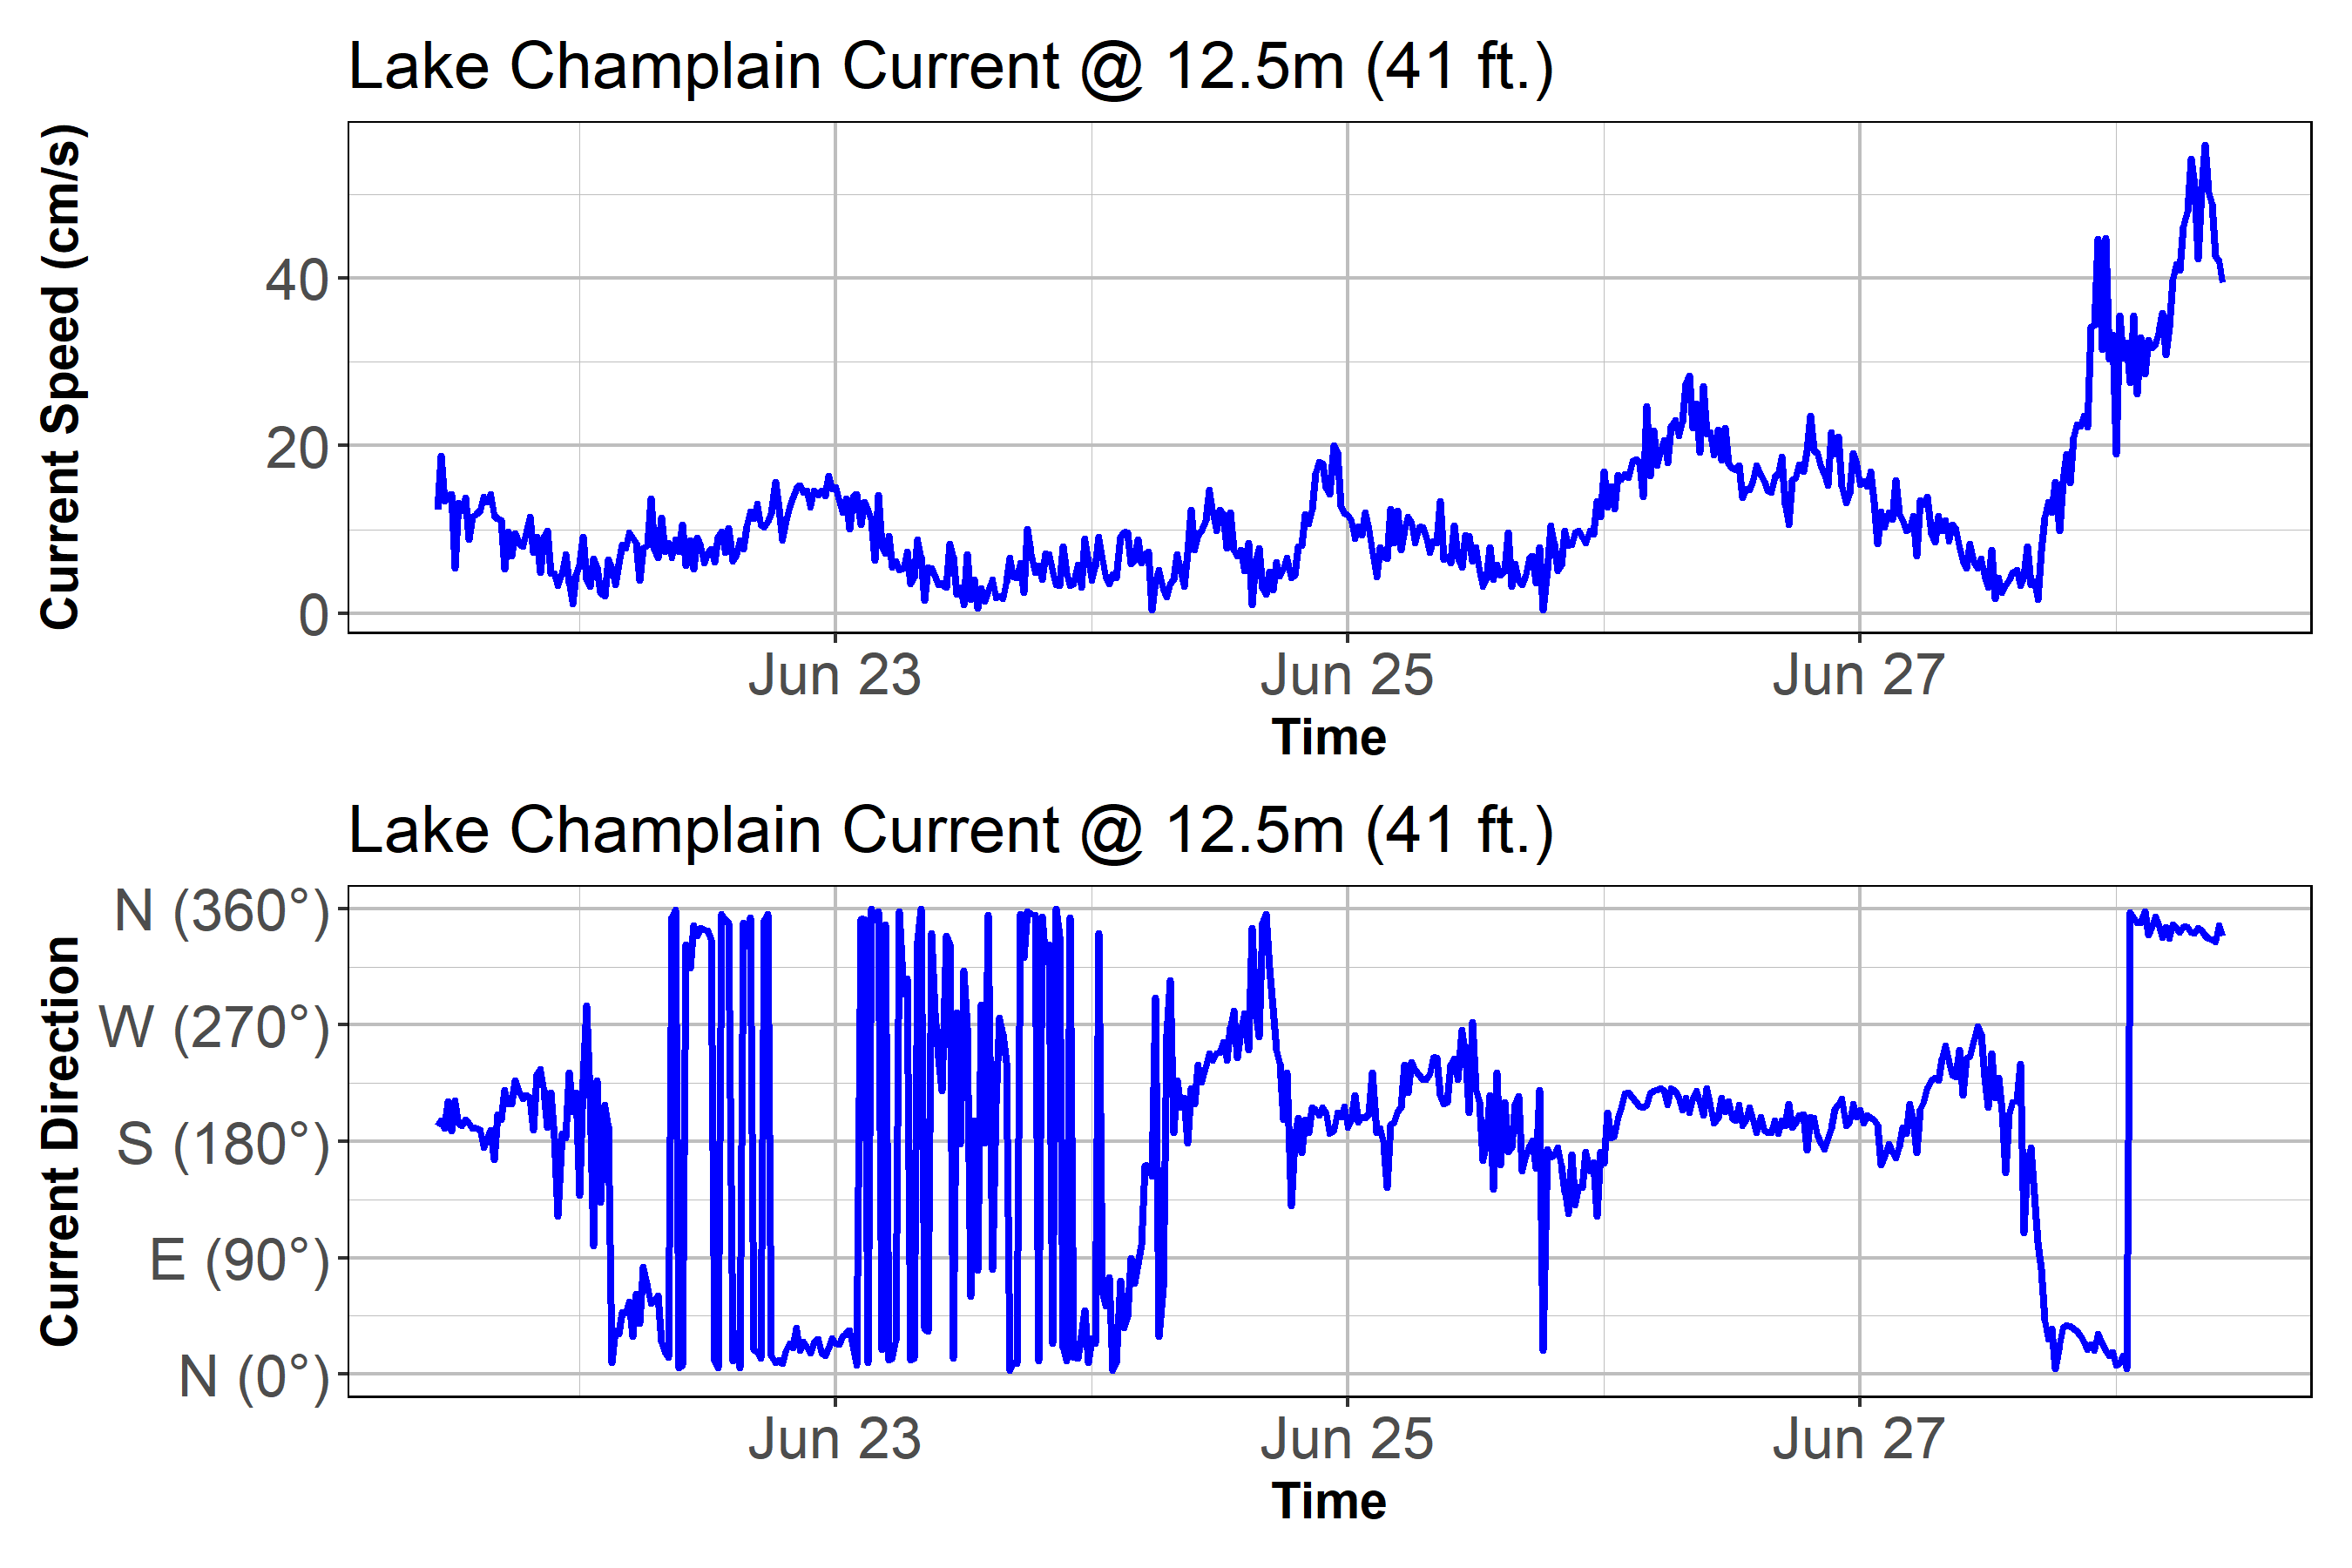 Lake Champlain Current @ 12.5m (41 ft.)
Current Speed (cm/s)
40
20
0
Jun 23
Jun 25
Jun 27
Time
Lake Champlain Current @ 12.5m (41 ft.)
Current Direction
N (360°)
W (270°)
S (180°)
E (90°)
N (0°)
Jun 23
Jun 25
Jun 27
Time